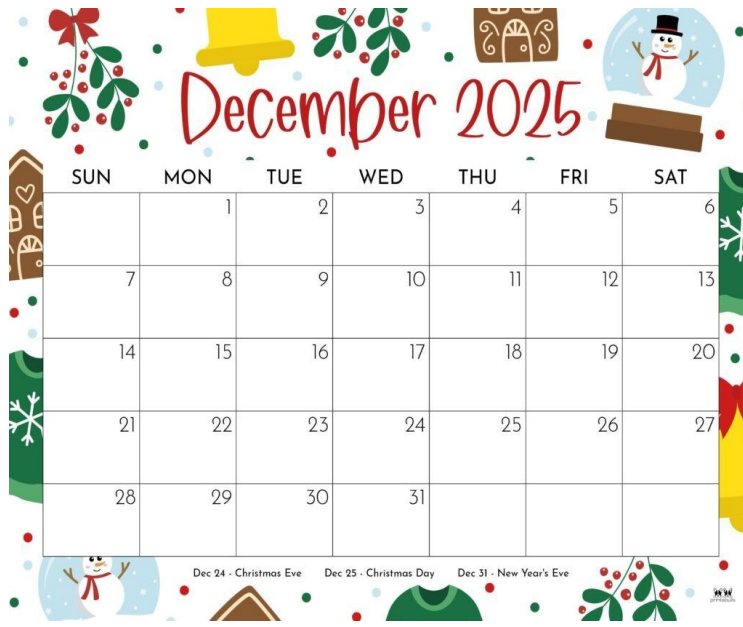 December 2025
SUN MON TUE WED THU FRI SAT
1 2 3 4 5 6
7 8 9 10 11 12 13
14 15 16 17 18 19 20
21 22 23 24 25 26 27
28 29 30 31
Dec 24 - Christmas Eve Dec 25 - Christmas Day Dec 31 - New Year's Eve